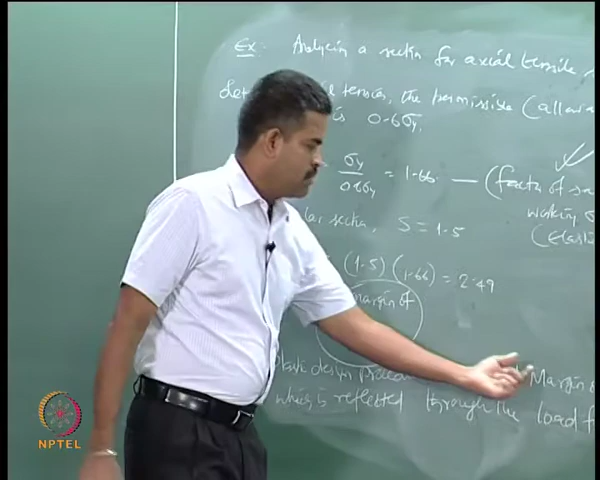 Ex: Analyzing a section for axial tensile
tension, the permissible (allowa
is 0.6σy.
σy / 0.6σy = 1.66 — (factor of sa
working
section, S = 1.5 (Elasti
(1.5)(1.66) = 2.49
margin of
Margin
design
which is reflected through the load f
NPTEL